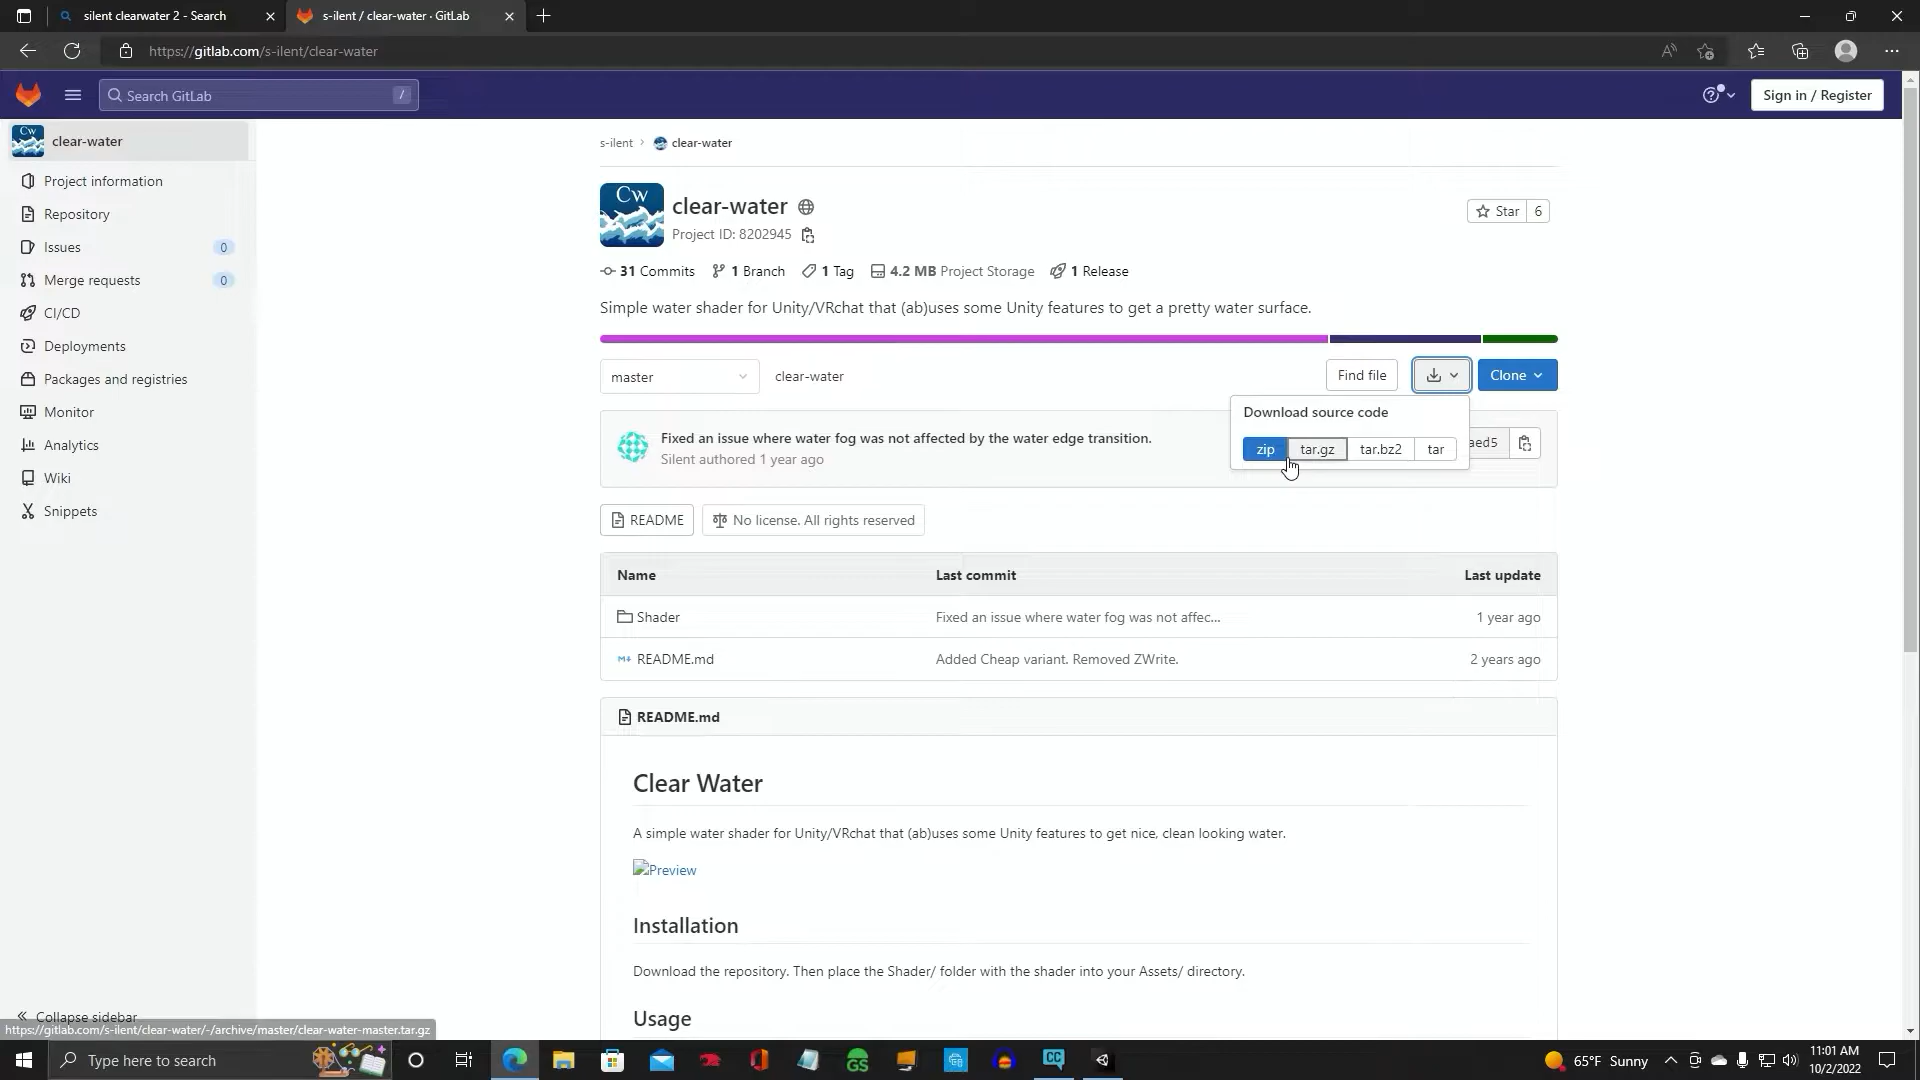 silent clearwater 2 - Search
s-ilent / clear-water · GitLab
https://gitlab.com/s-ilent/clear-water
Search GitLab
/
Sign in / Register
Cw
clear-water
Project information
Repository
Issues
0
Merge requests
0
CI/CD
Deployments
Packages and registries
Monitor
Analytics
Wiki
Snippets
Collapse sidebar
https://gitlab.com/s-ilent/clear-water/-/archive/master/clear-water-master.tar.gz
s-ilent
clear-water
Cw
clear-water
Project ID: 8202945
Star 6
31 Commits 1 Branch 1 Tag 4.2 MB Project Storage 1 Release
Simple water shader for Unity/VRchat that (ab)uses some Unity features to get a pretty water surface.
master
clear-water
Find file
Clone
Download source code
zip tar.gz tar.bz2 tar
Fixed an issue where water fog was not affected by the water edge transition.
Silent authored 1 year ago
aed5
README
No license. All rights reserved
Name Last commit Last update
Shader Fixed an issue where water fog was not affec... 1 year ago
README.md Added Cheap variant. Removed ZWrite. 2 years ago
README.md
Clear Water
A simple water shader for Unity/VRchat that (ab)uses some Unity features to get nice, clean looking water.
Preview
Installation
Download the repository. Then place the Shader/ folder with the shader into your Assets/ directory.
Usage
Type here to search
GS
CC
65°F Sunny
11:01 AM
10/2/2022